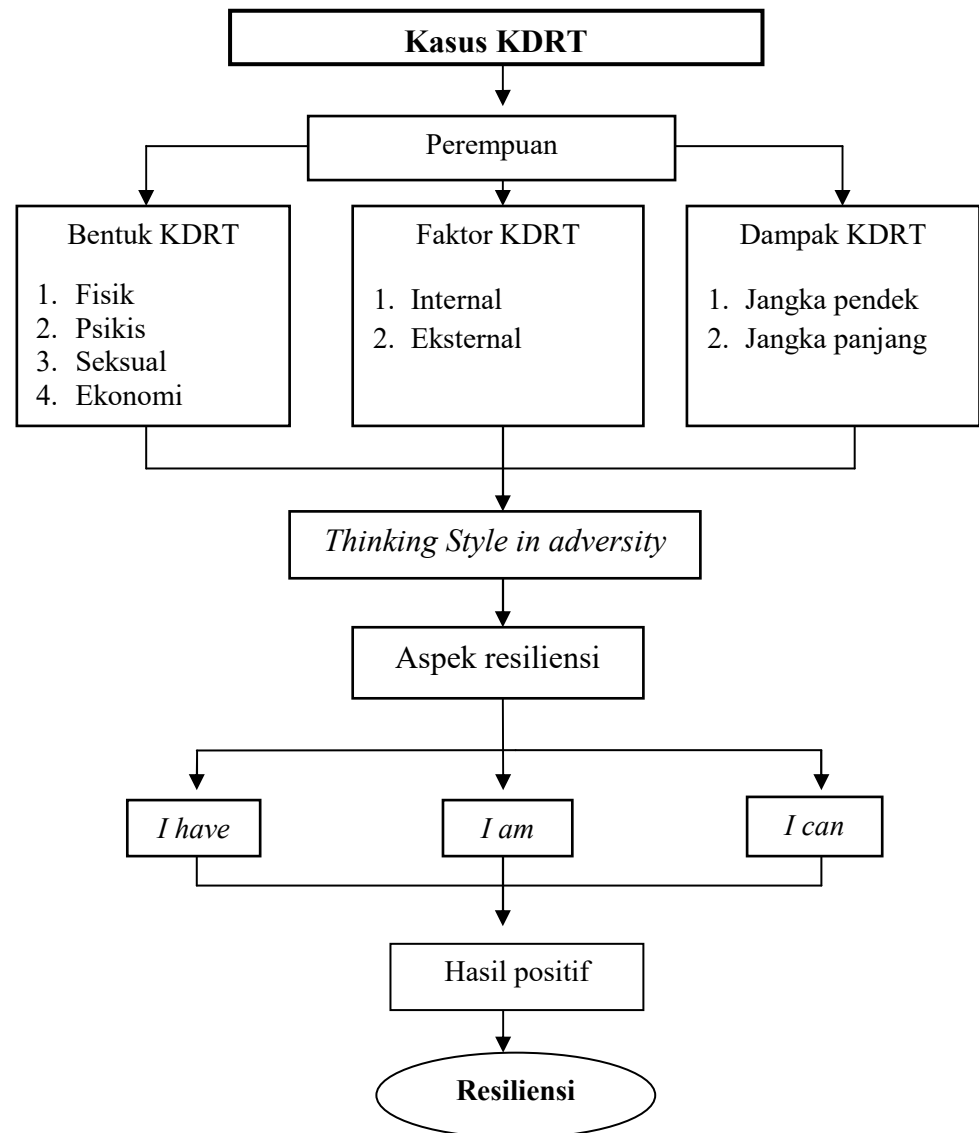 Kasus KDRT
Perempuan
Bentuk KDRT
1. Fisik
2. Psikis
3. Seksual
4. Ekonomi
Faktor KDRT
1. Internal
2. Eksternal
Dampak KDRT
1. Jangka pendek
2. Jangka panjang
Thinking Style in adversity
Aspek resiliensi
I have
I am
I can
Hasil positif
Resiliensi